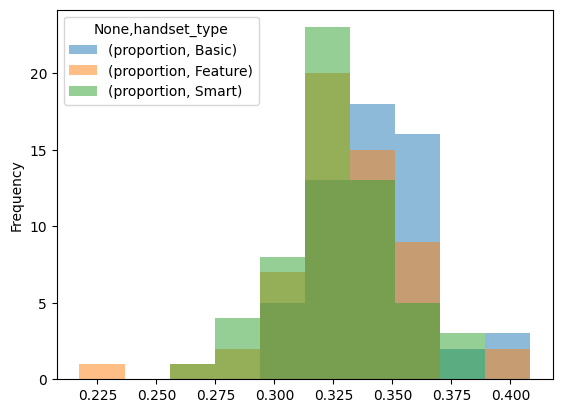 None,handset_type
(proportion, Basic)
(proportion, Feature)
(proportion, Smart)
Frequency
20
15
10
5
0
0.225 0.250 0.275 0.300 0.325 0.350 0.375 0.400